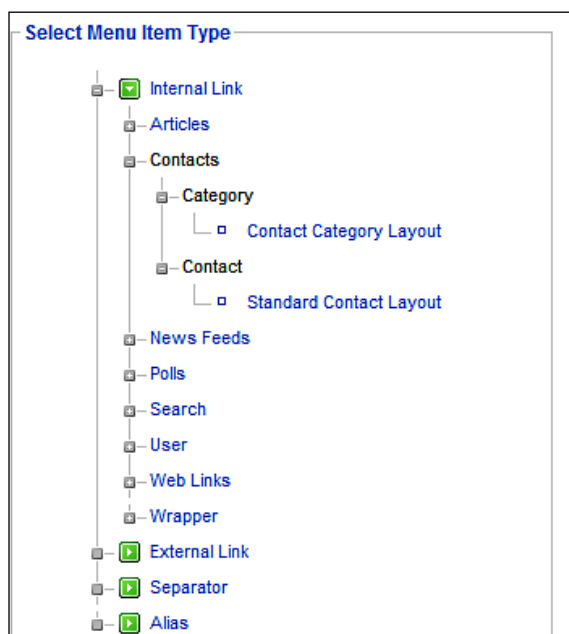 Select Menu Item Type
Internal Link
Articles
Contacts
Category
Contact Category Layout
Contact
Standard Contact Layout
News Feeds
Polls
Search
User
Web Links
Wrapper
External Link
Separator
Alias